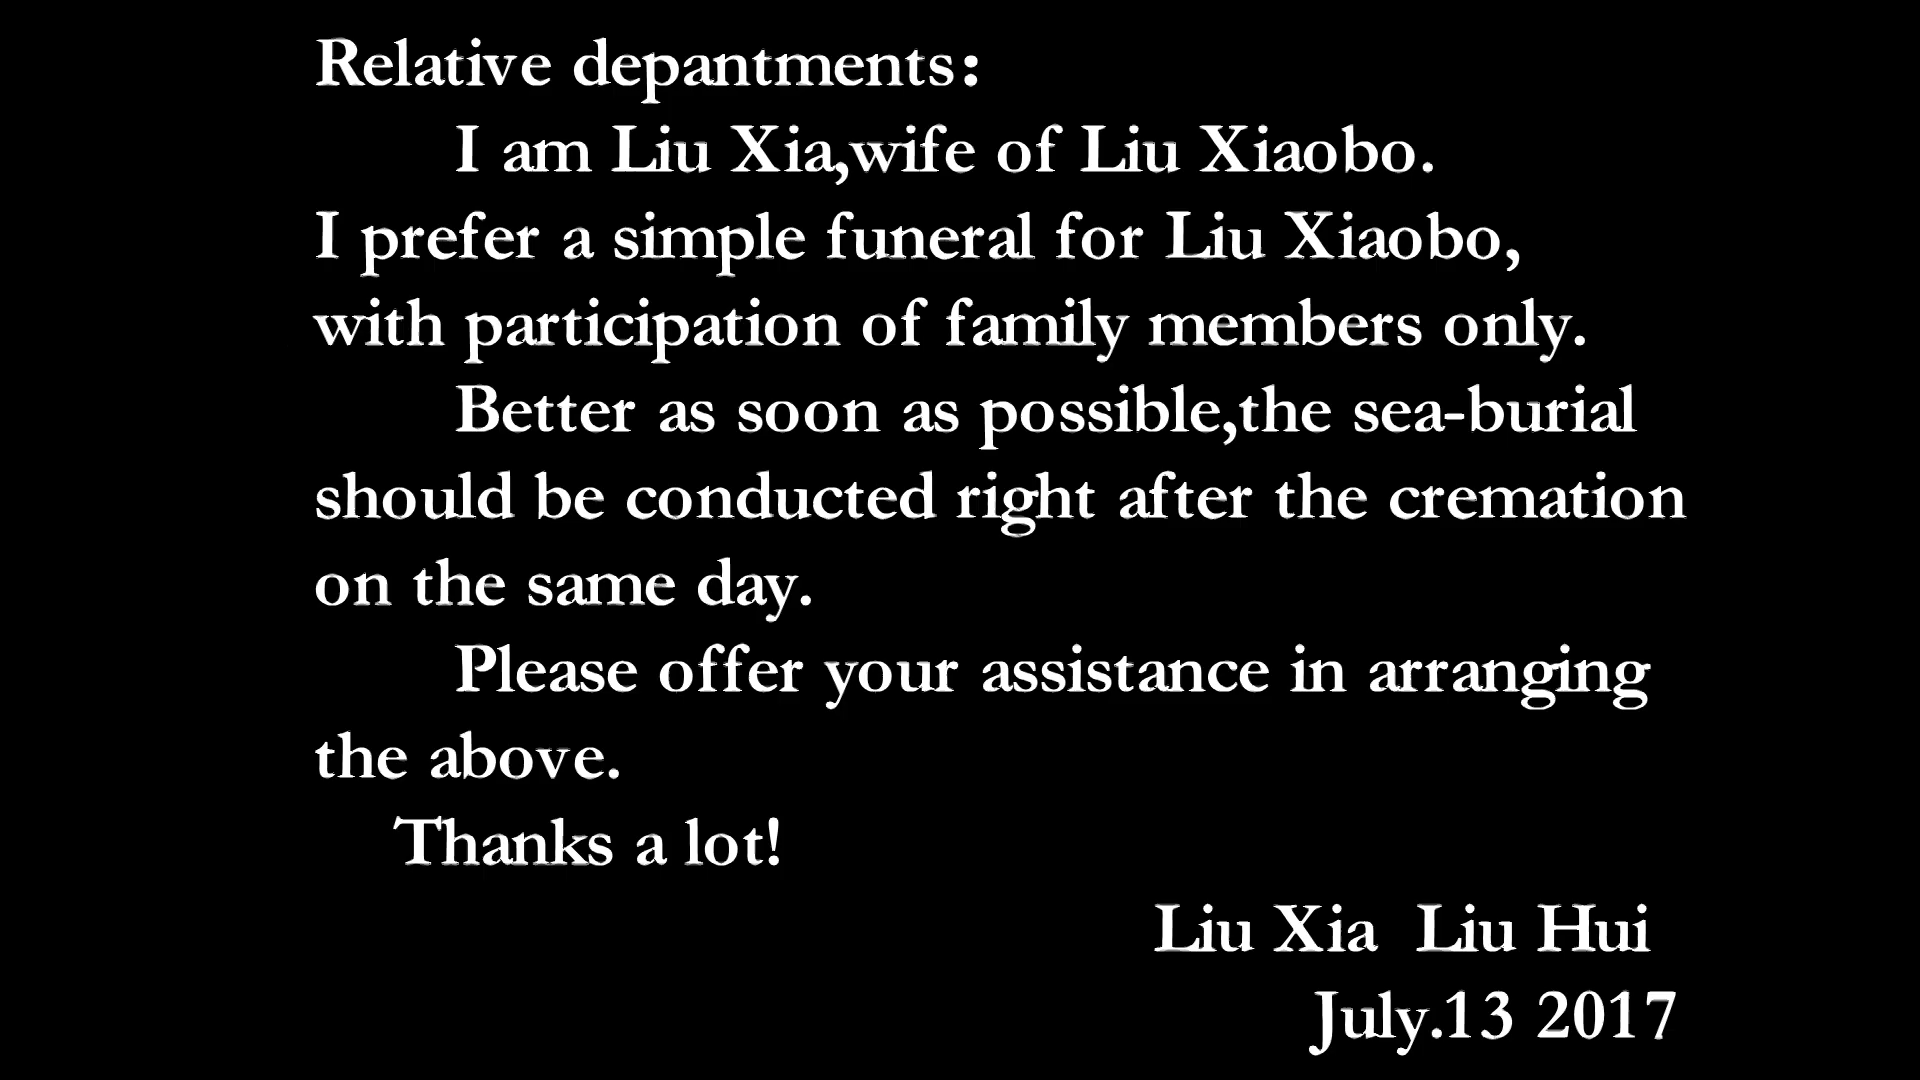 Relative depantments:
I am Liu Xia,wife of Liu Xiaobo.
I prefer a simple funeral for Liu Xiaobo,
with participation of family members only.
Better as soon as possible,the sea-burial
should be conducted right after the cremation
on the same day.
Please offer your assistance in arranging
the above.
Thanks a lot!
Liu Xia  Liu Hui
July.13 2017